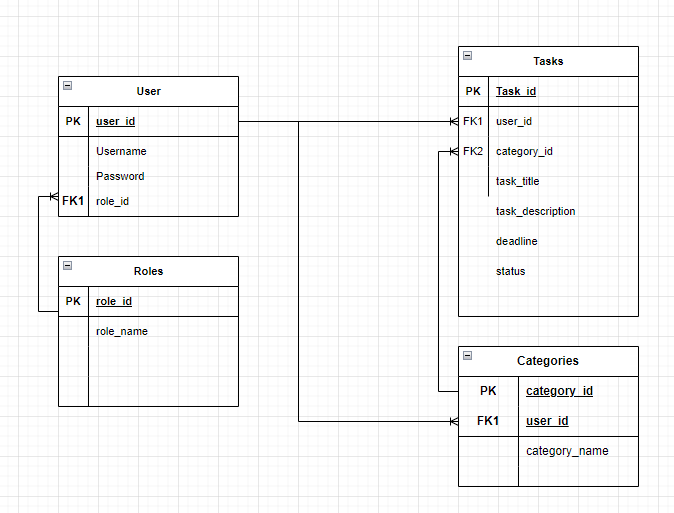 User
PK user_id
Username
Password
FK1 role_id
Roles
PK role_id
role_name
Tasks
PK Task_id
FK1 user_id
FK2 category_id
task_title
task_description
deadline
status
Categories
PK category_id
FK1 user_id
category_name